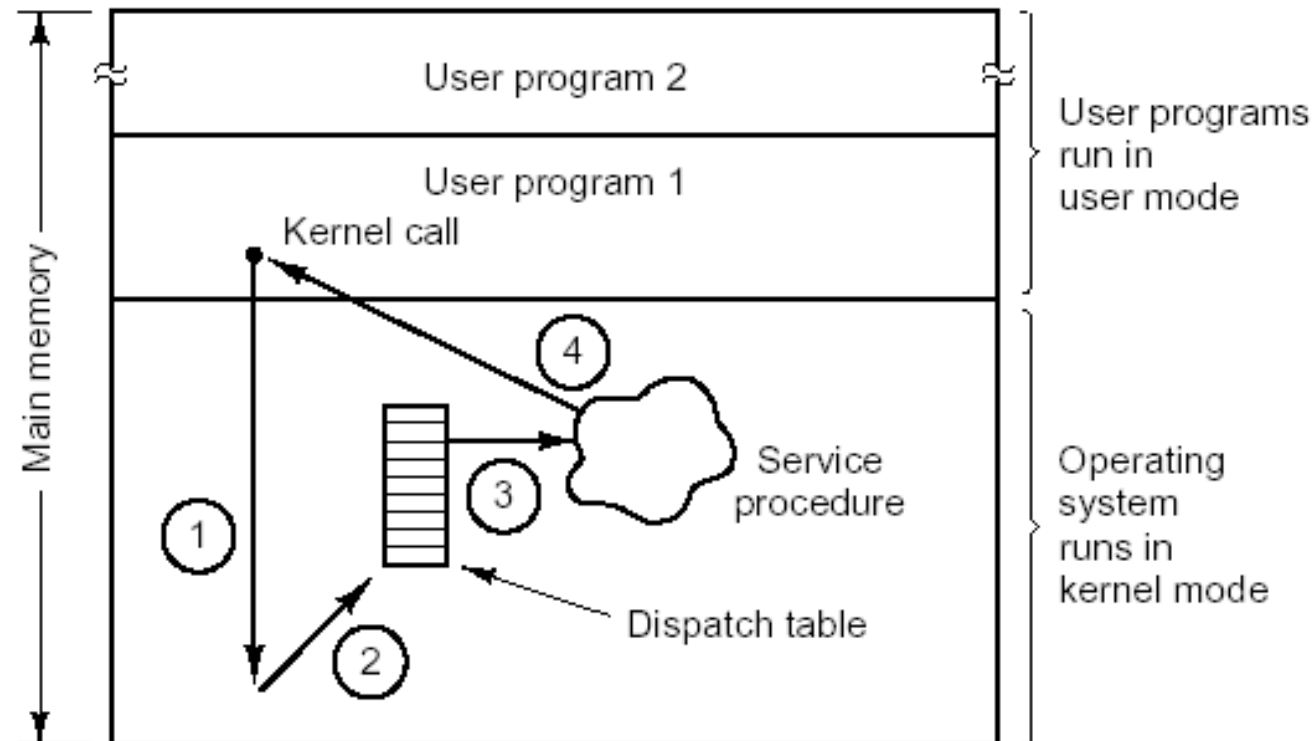 User program 2
User program 1
Kernel call
Main memory
4
3
1
2
Service
procedure
Dispatch table
User programs
run in
user mode
Operating
system
runs in
kernel mode